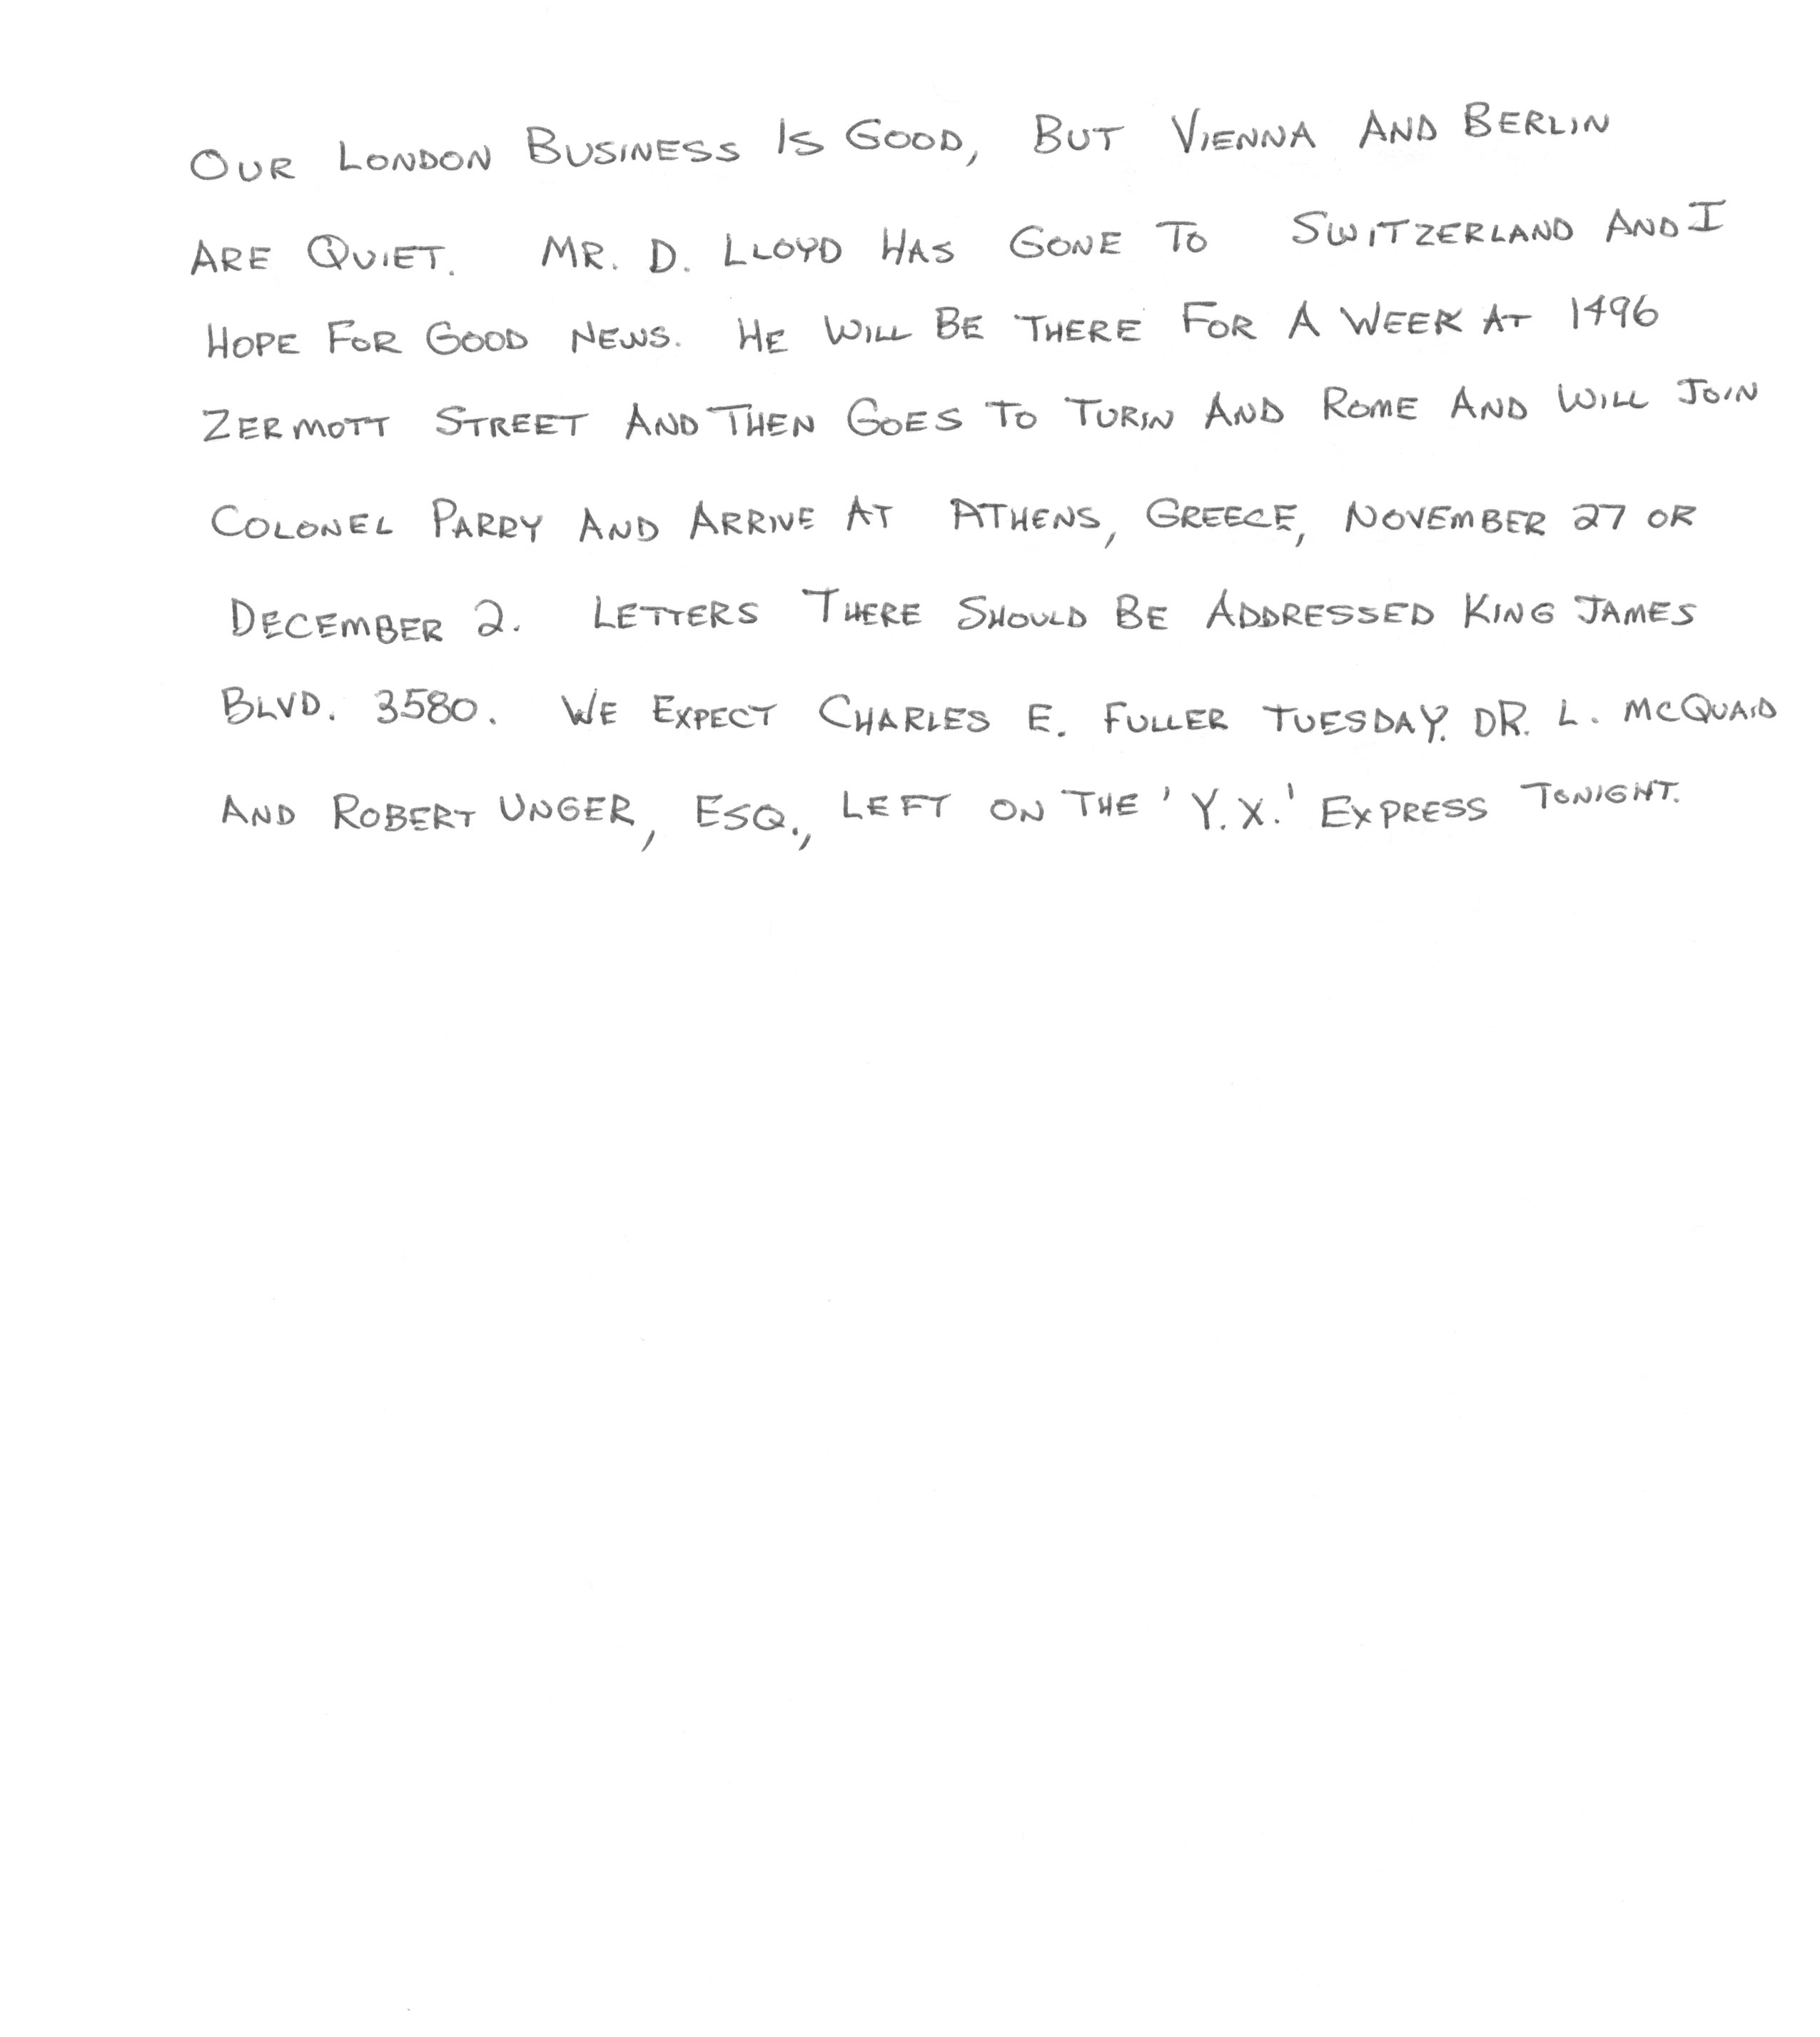 OUR LONDON BUSINESS IS GOOD, BUT VIENNA AND BERLIN
ARE QUIET. MR. D. LLOYD HAS GONE TO SWITZERLAND AND I
HOPE FOR GOOD NEWS. HE WILL BE THERE FOR A WEEK AT 1496
ZERMOTT STREET AND THEN GOES TO TURIN AND ROME AND WILL JOIN
COLONEL PARRY AND ARRIVE AT ATHENS, GREECE, NOVEMBER 27 OR
DECEMBER 2. LETTERS THERE SHOULD BE ADDRESSED KING JAMES
BLVD. 3580. WE EXPECT CHARLES E. FULLER TUESDAY. DR. L. MCQUAID
AND ROBERT UNGER, ESQ., LEFT ON THE 'Y.X.' EXPRESS TONIGHT.